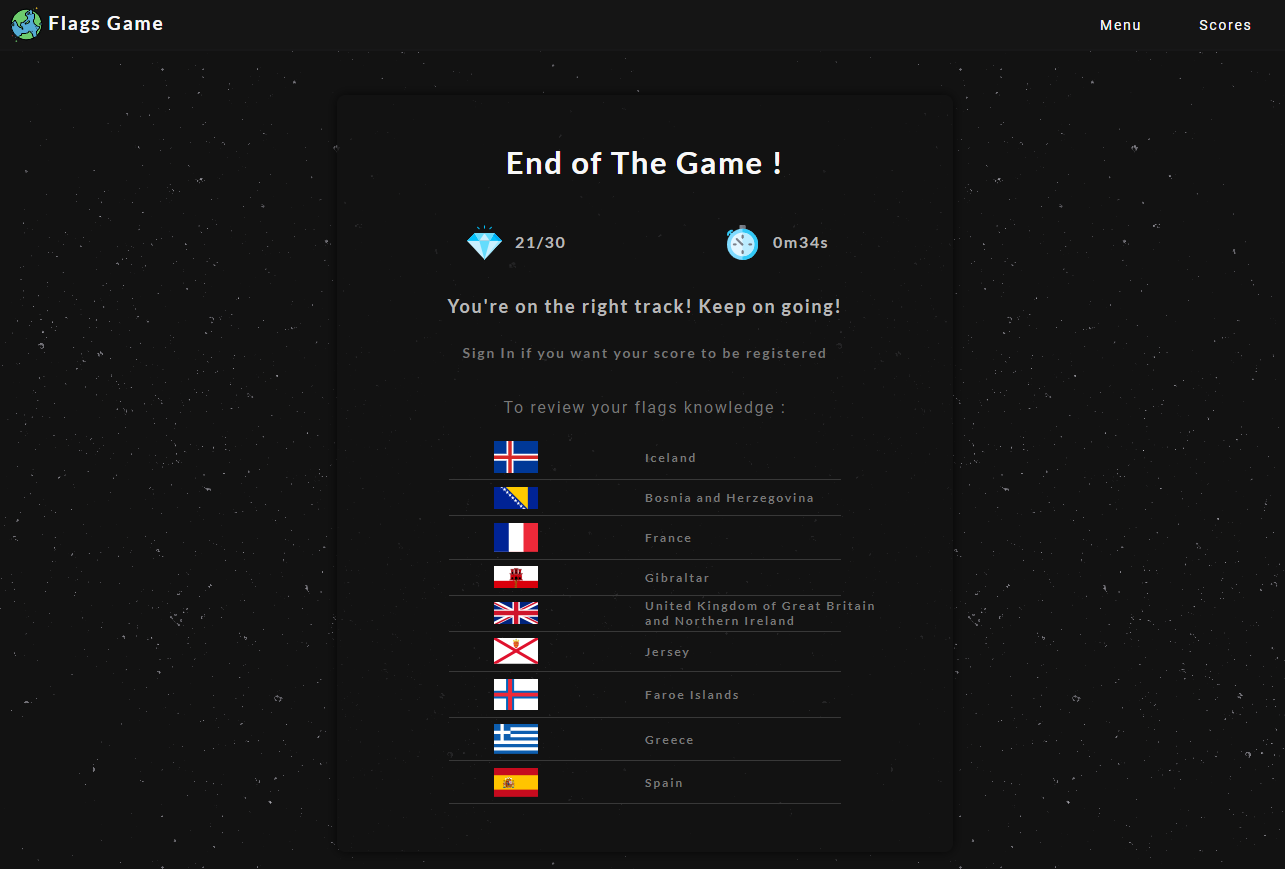 Flags Game
Menu
Scores
End of The Game !
21/30
0m34s
You're on the right track! Keep on going!
Sign In if you want your score to be registered
To review your flags knowledge :
Iceland
Bosnia and Herzegovina
France
Gibraltar
United Kingdom of Great Britain
and Northern Ireland
Jersey
Faroe Islands
Greece
Spain